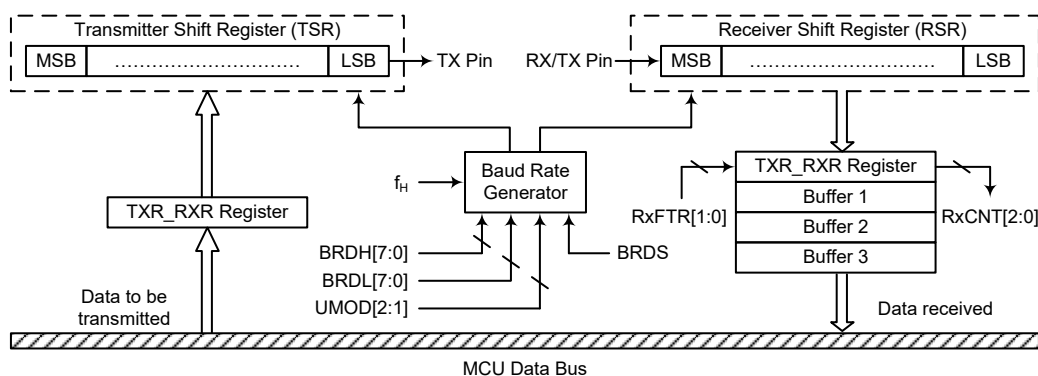 Transmitter Shift Register (TSR)
MSB ................................ LSB
TX Pin
Receiver Shift Register (RSR)
RX/TX Pin
MSB ................................ LSB
fH
Baud Rate
Generator
BRDH[7:0]
BRDL[7:0]
UMOD[2:1]
BRDS
TXR_RXR Register
Data to be
transmitted
TXR_RXR Register
Buffer 1
Buffer 2
Buffer 3
RxFTR[1:0]
RxCNT[2:0]
Data received
MCU Data Bus